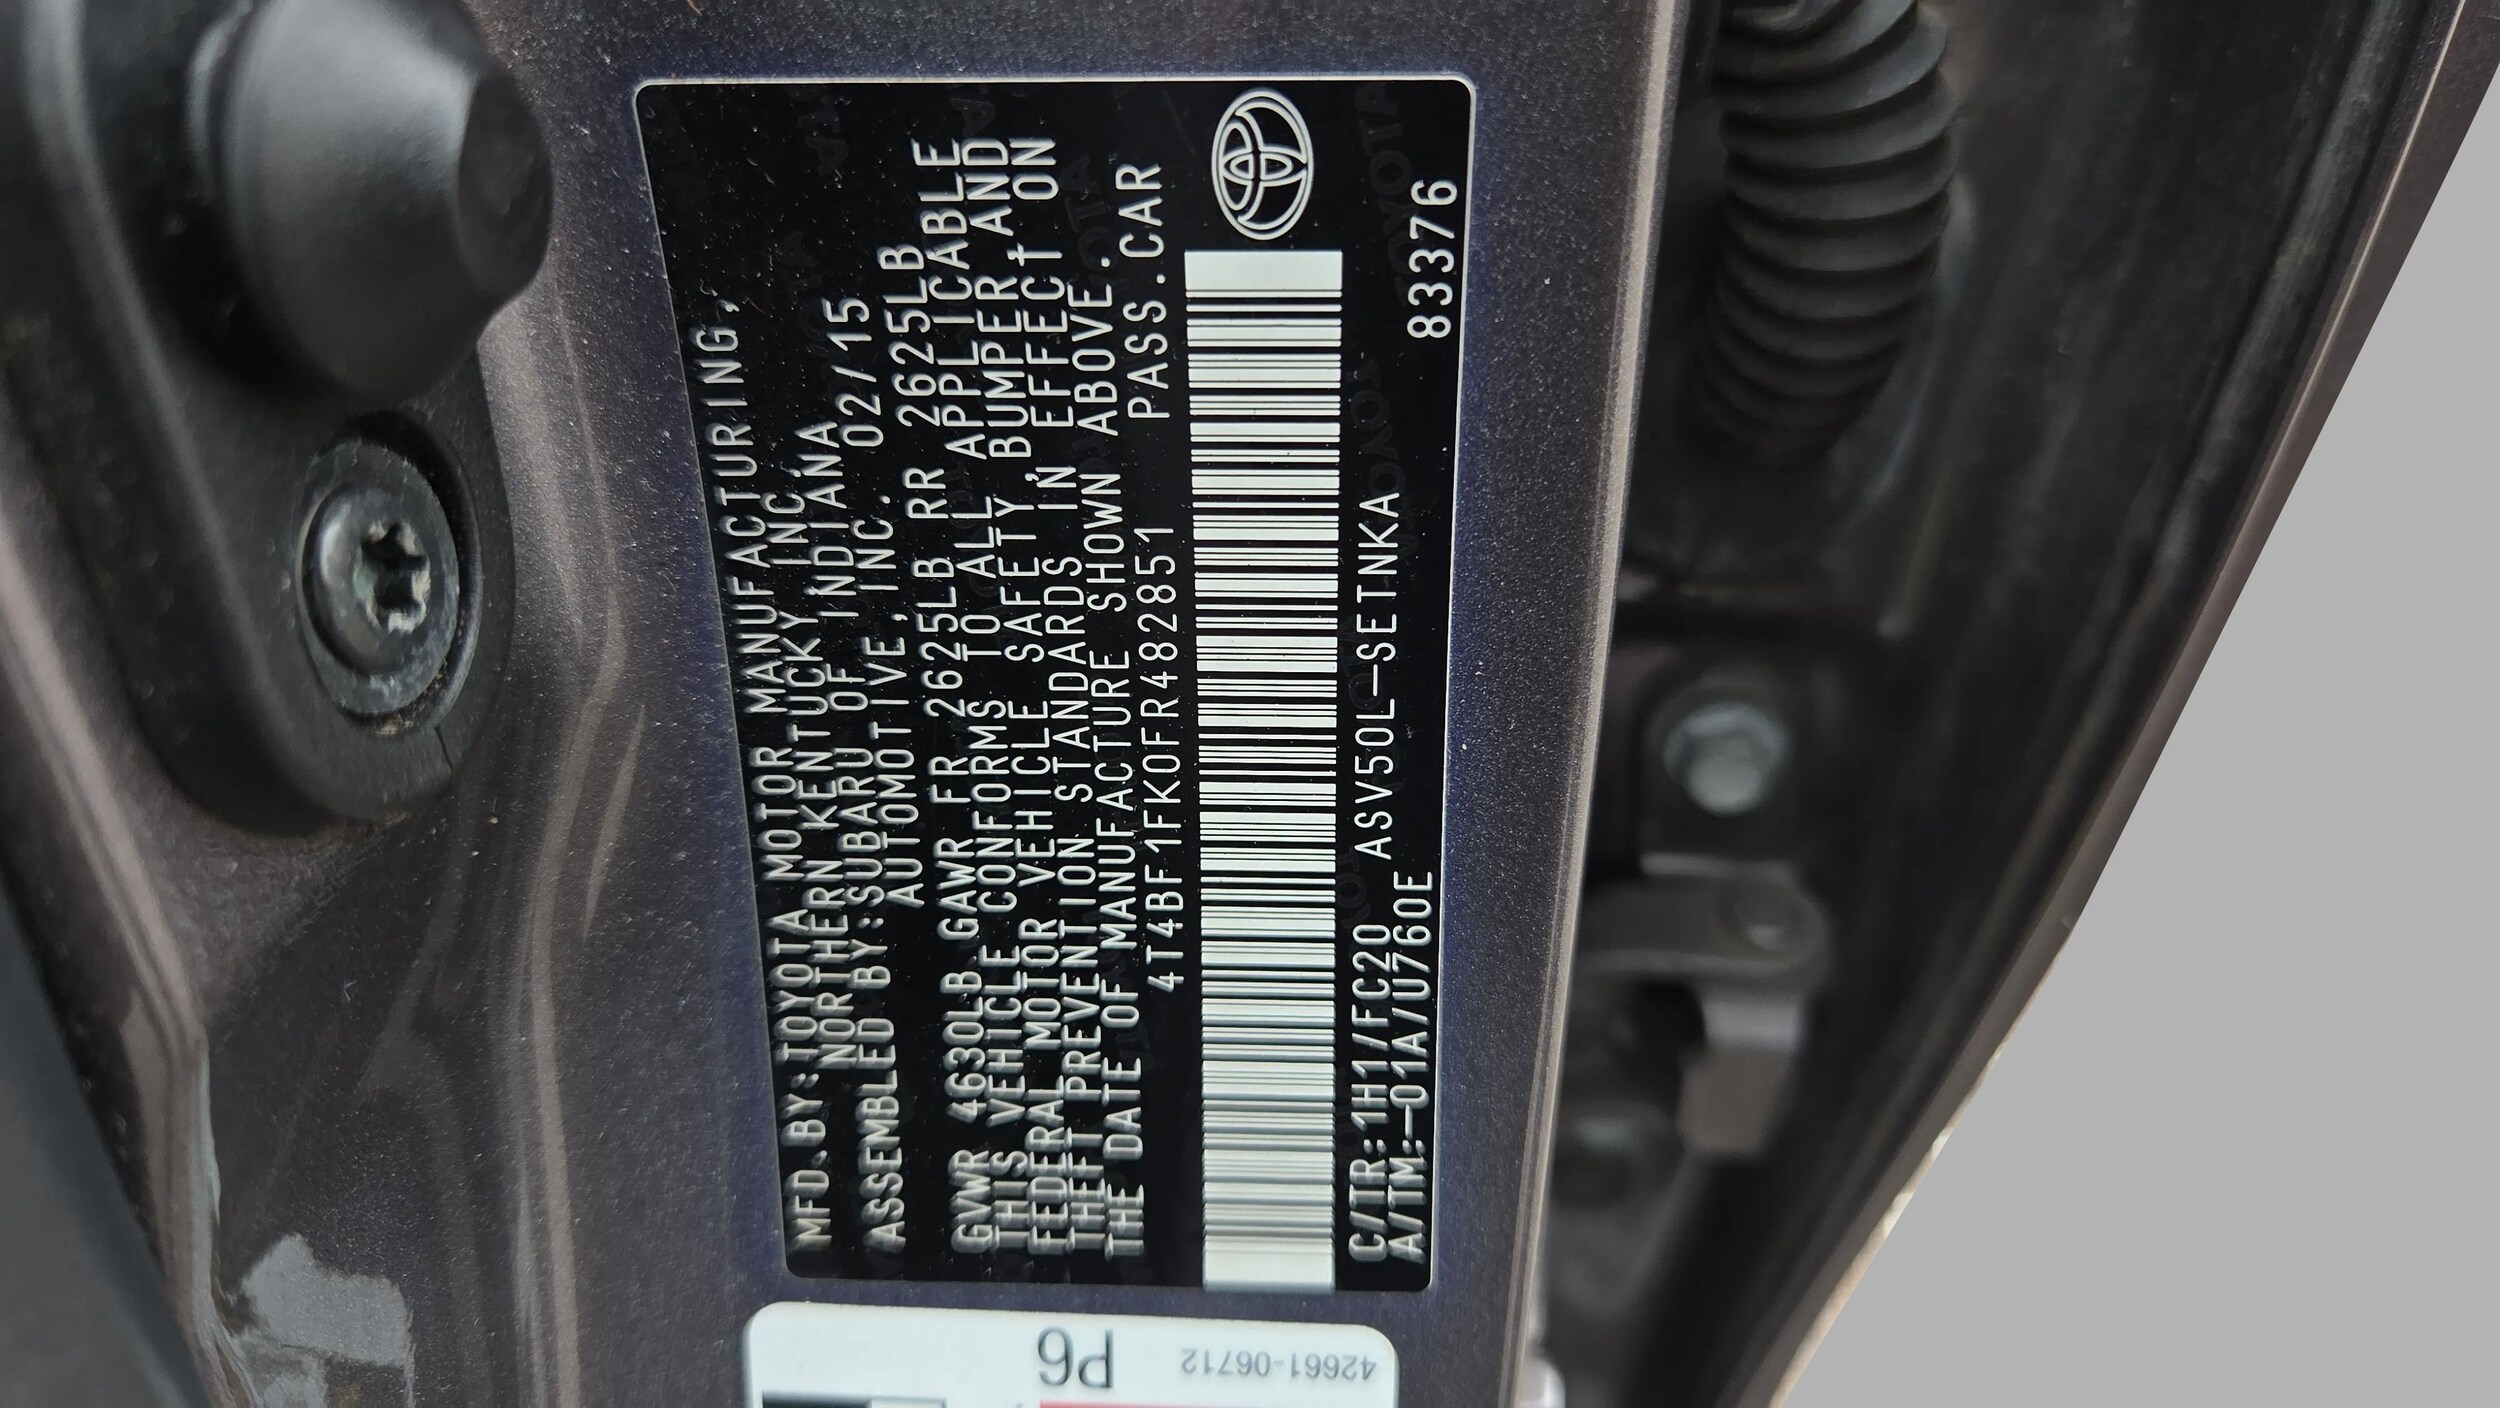 MFD.BY:TOYOTA MOTOR MANUFACTURING,
NORTHERN KENTUCKY INC.
ASSEMBLED BY:SUBARU OF INDIANA
AUTOMOTIVE, INC. 02/15
GVWR 4630LB GAWR FR 2625LB RR 2625LB
THIS VEHICLE CONFORMS TO ALL APPLICABLE
FEDERAL MOTOR VEHICLE SAFETY, BUMPER AND
THEFT PREVENTION STANDARDS IN EFFECT ON
THE DATE OF MANUFACTURE SHOWN ABOVE.
4T4BF1FK0FR482851 PASS.CAR
C/TR:1H1/FC20 ASV50L-SETNKA
A/TM:-01A/U760E 83376
P6
42661-06712